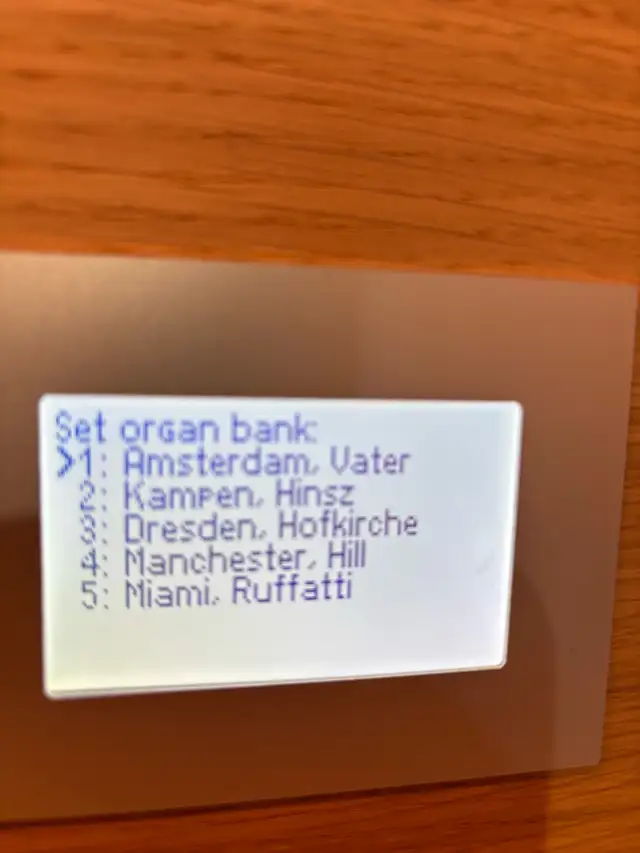 Set organ bank:
>1: Amsterdam, Vater
2: Kampen, Hinsz
3: Dresden, Hofkirche
4: Manchester, Hill
5: Miami, Ruffatti